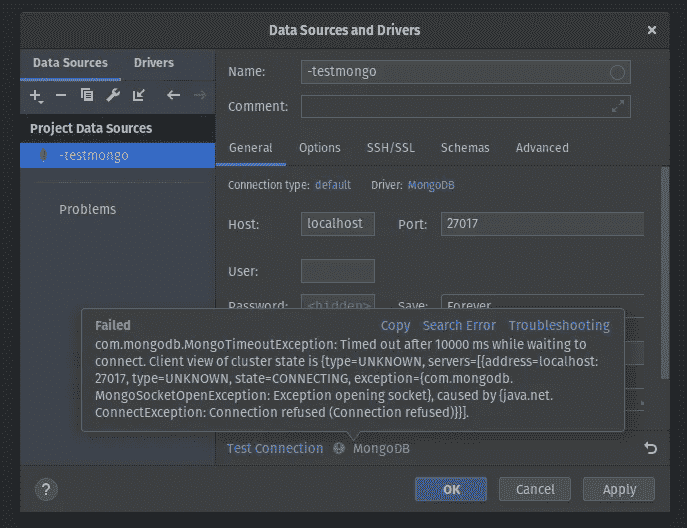 Data Sources and Drivers
Data Sources Drivers
Project Data Sources
-testmongo
Problems
Name: -testmongo
Comment:
General Options SSH/SSL Schemas Advanced
Connection type: default Driver: MongoDB
Host: localhost Port: 27017
User:
Password: <hidden> Save: Forever
Failed Copy Search Error Troubleshooting
com.mongodb.MongoTimeoutException: Timed out after 10000 ms while waiting to
connect. Client view of cluster state is {type=UNKNOWN, servers=[{address=localhost:
27017, type=UNKNOWN, state=CONNECTING, exception={com.mongodb.
MongoSocketOpenException: Exception opening socket}, caused by {java.net.
ConnectException: Connection refused (Connection refused)}}].
Test Connection MongoDB
? OK Cancel Apply